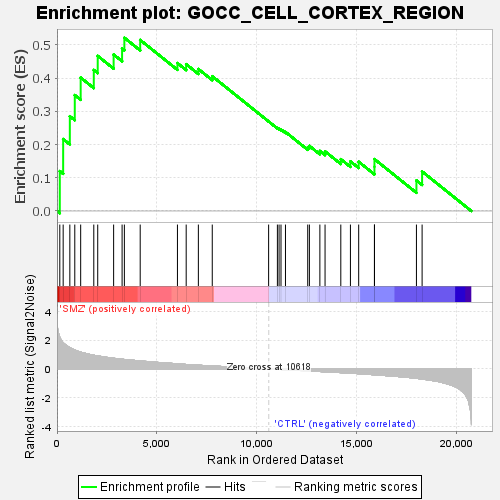 Enrichment plot: GOCC_CELL_CORTEX_REGION
Enrichment score (ES)
0.5
0.4
0.3
0.2
0.1
0.0
'SMZ' (positively correlated)
Ranked list metric (Signal2Noise)
4
2
0
-2
-4
Zero cross at 10618
'CTRL' (negatively correlated)
0
5,000
10,000
15,000
20,000
Rank in Ordered Dataset
Enrichment profile
Hits
Ranking metric scores